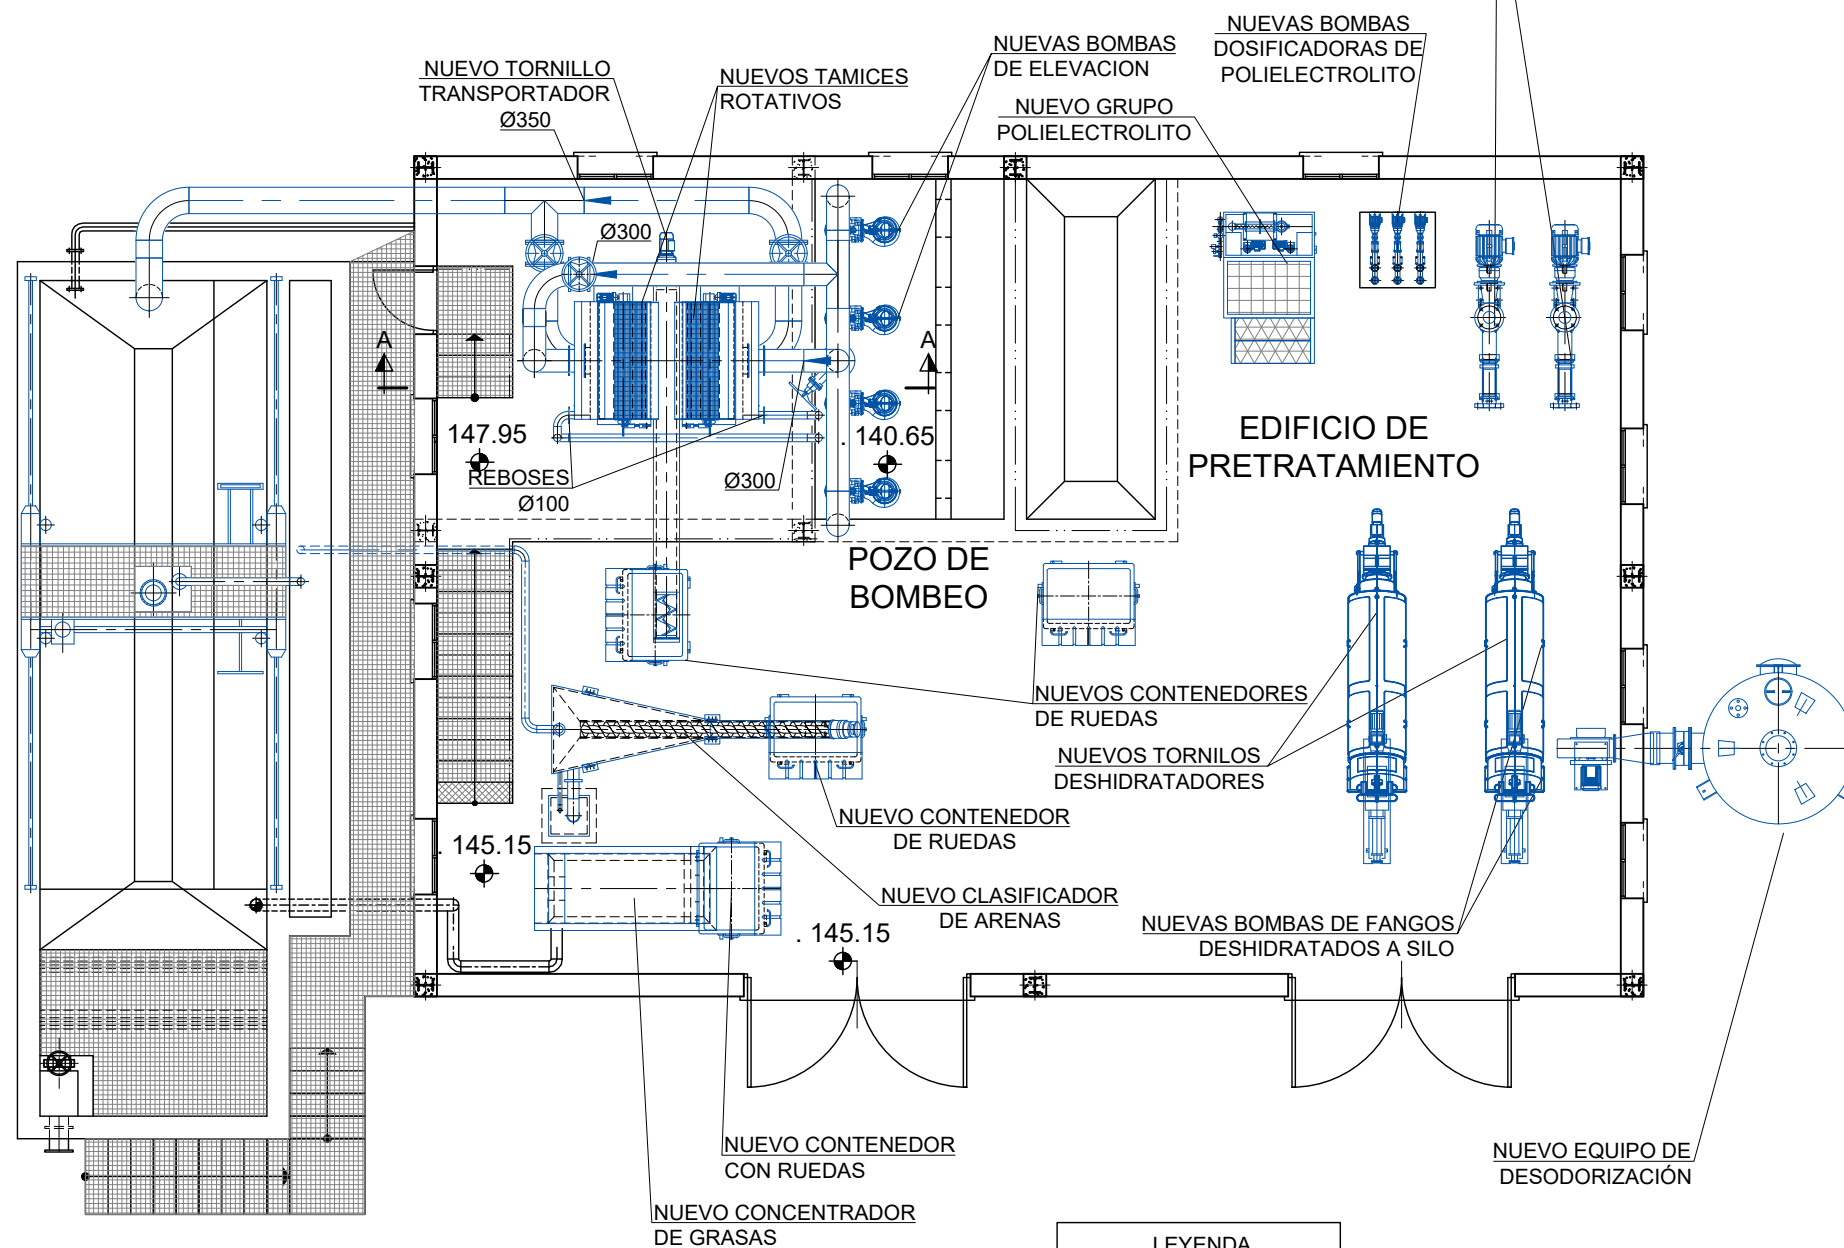 NUEVAS BOMBAS
DOSIFICADORAS DE
POLIELECTROLITO
NUEVAS BOMBAS
DE ELEVACION
NUEVO TORNILLO
TRANSPORTADOR
Ø350
NUEVOS TAMICES
ROTATIVOS
NUEVO GRUPO
POLIELECTROLITO
Ø300
A
A
147.95
. 140.65
REBOSES
Ø100
Ø300
EDIFICIO DE
PRETRATAMIENTO
POZO DE
BOMBEO
NUEVOS CONTENEDORES
DE RUEDAS
NUEVOS TORNILOS
DESHIDRATADORES
NUEVO CONTENEDOR
DE RUEDAS
. 145.15
NUEVO CLASIFICADOR
DE ARENAS
. 145.15
NUEVAS BOMBAS DE FANGOS
DESHIDRATADOS A SILO
NUEVO CONTENEDOR
CON RUEDAS
NUEVO EQUIPO DE
DESODORIZACIÓN
NUEVO CONCENTRADOR
DE GRASAS
LEYENDA